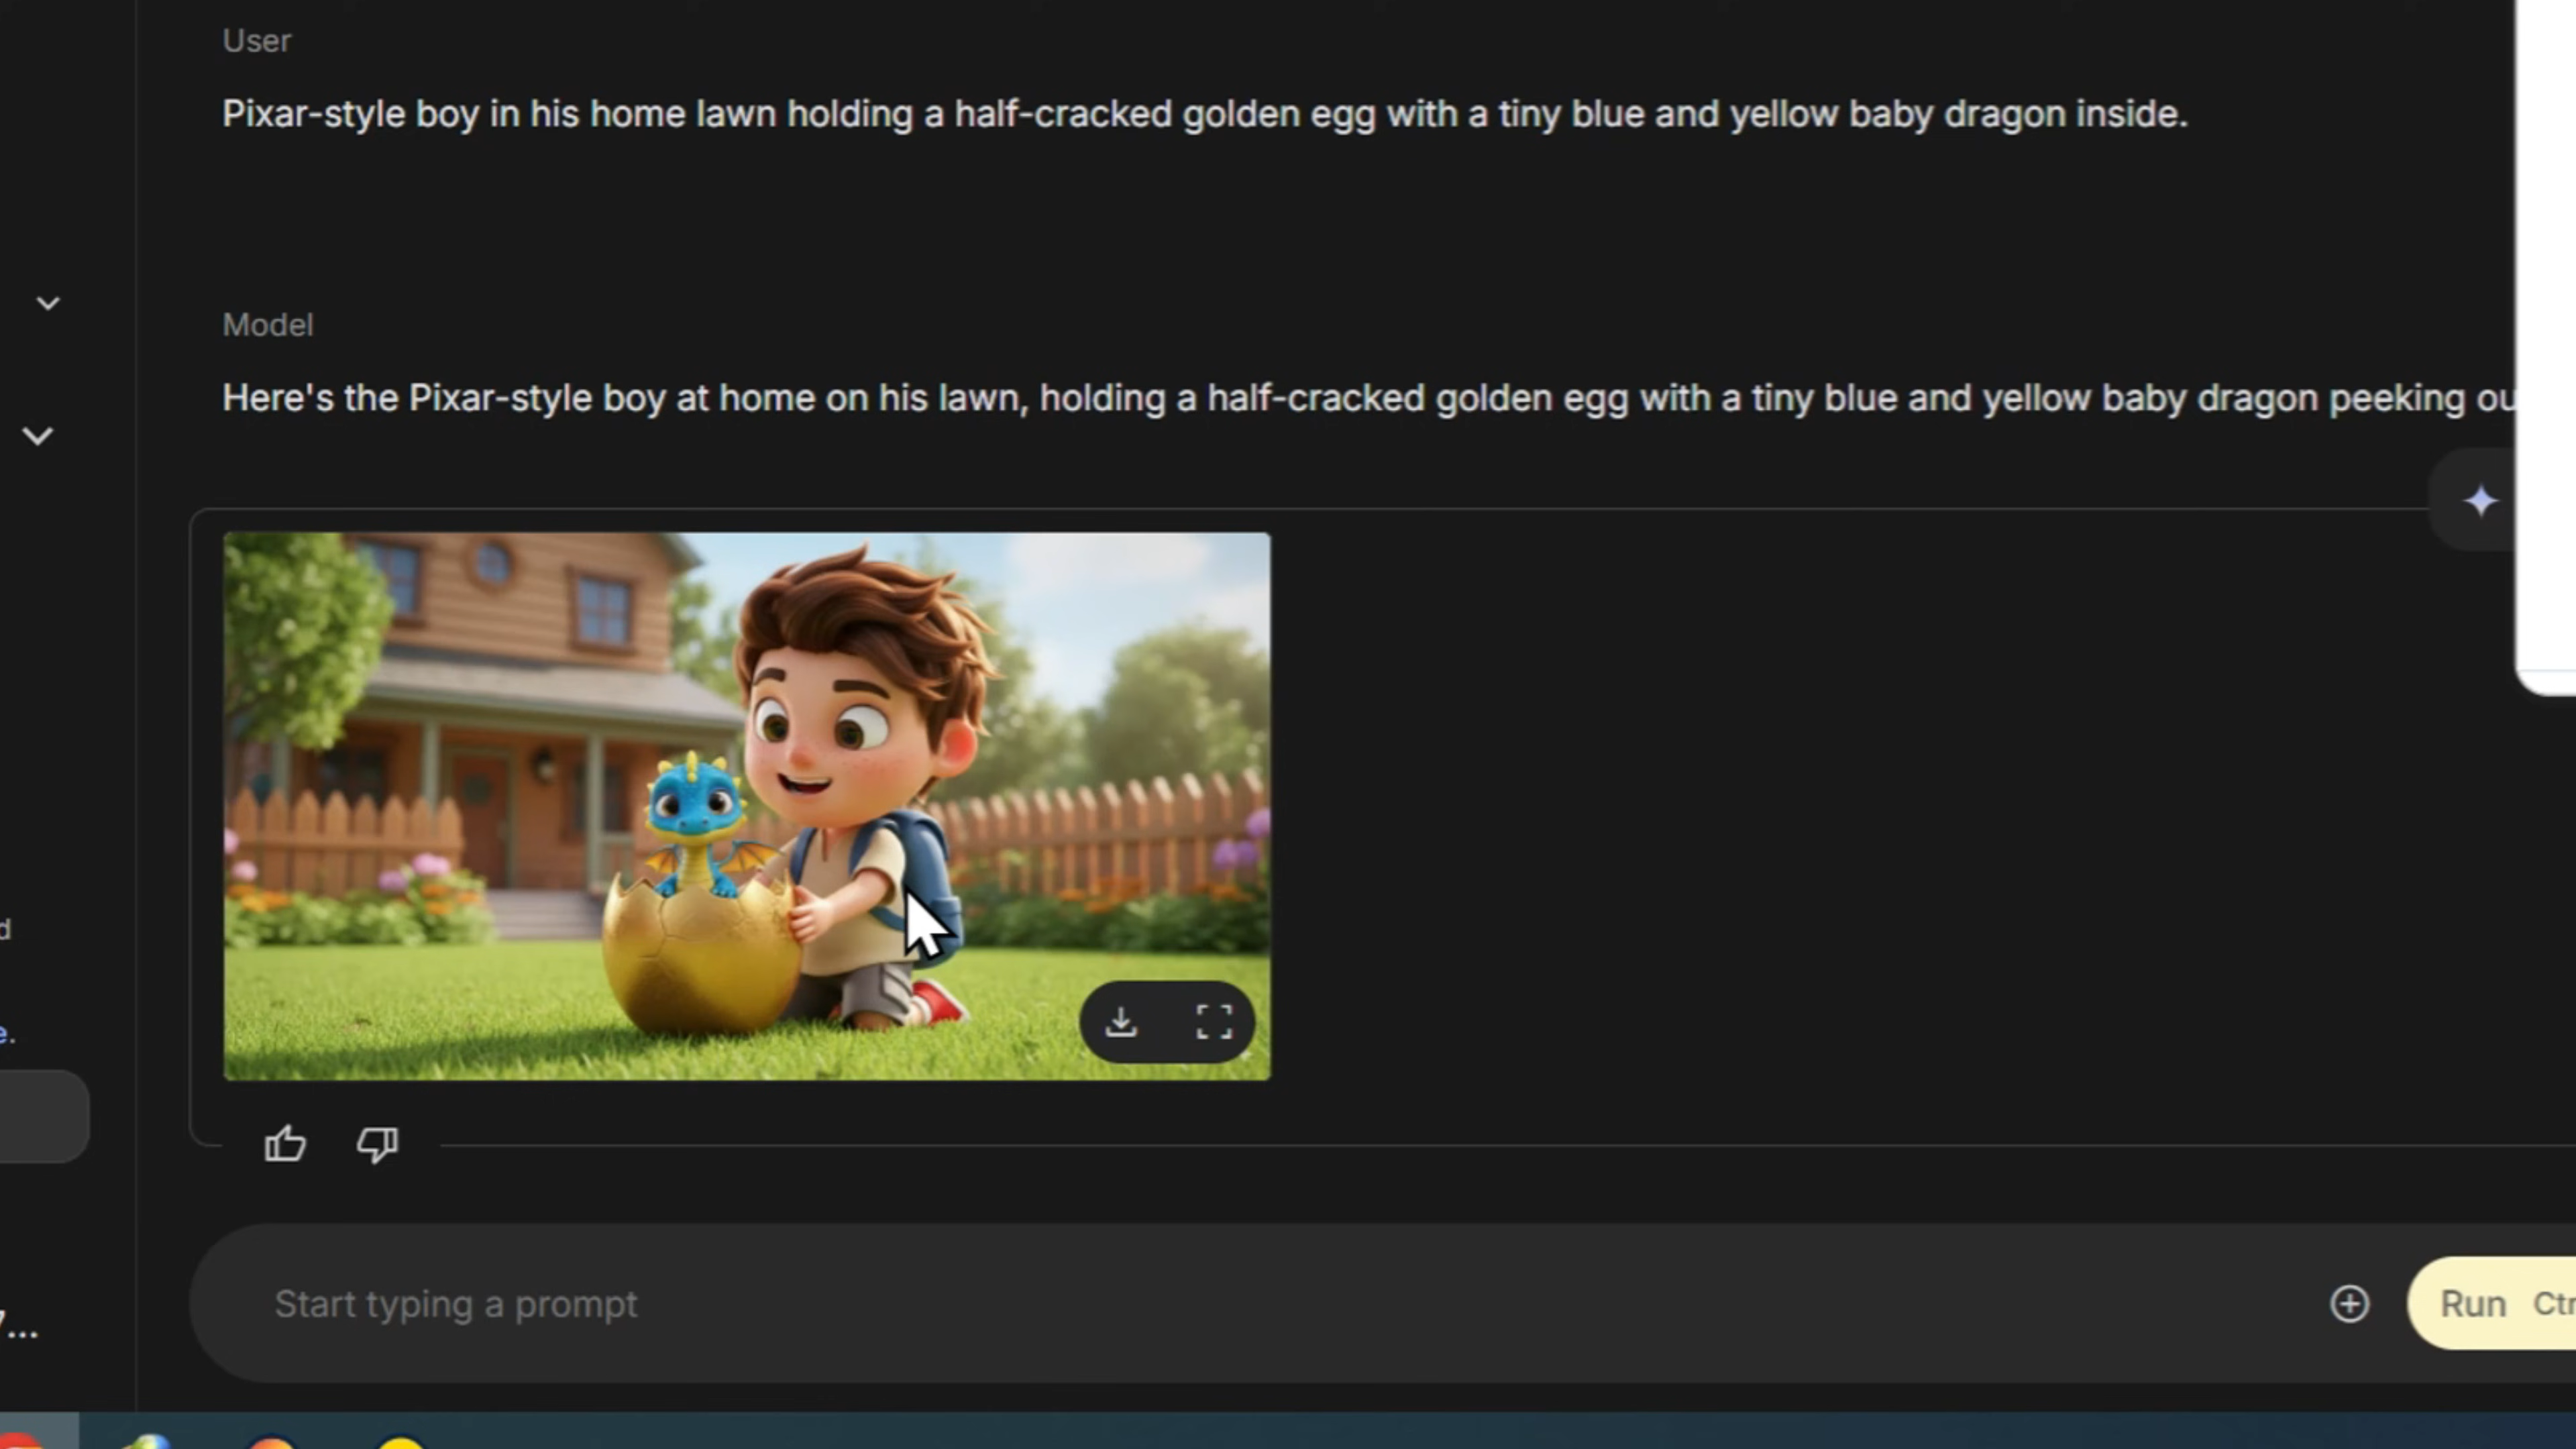 User
Pixar-style boy in his home lawn holding a half-cracked golden egg with a tiny blue and yellow baby dragon inside.
Model
Here's the Pixar-style boy at home on his lawn, holding a half-cracked golden egg with a tiny blue and yellow baby dragon peeking ou
d
e.
Start typing a prompt
Run Ctr